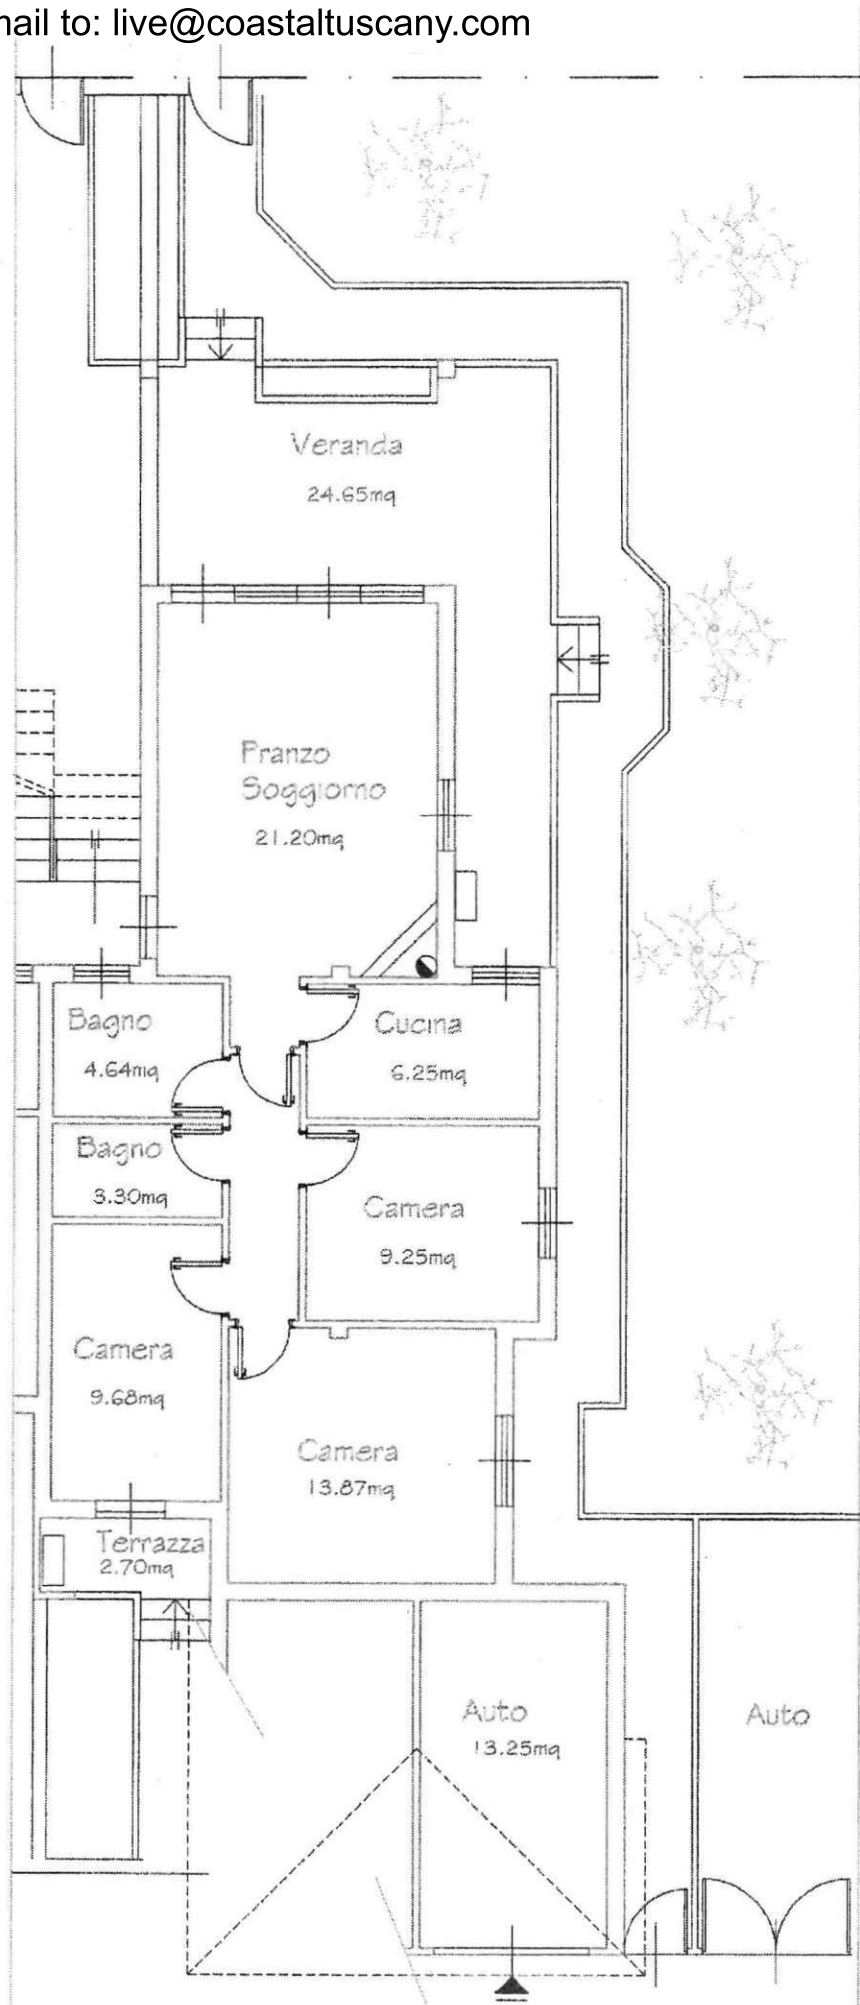 mail to: live@coastaltuscany.com
Veranda
24.65mq
Pranzo
Soggiorno
21.20mq
Bagno
4.64mq
Cucina
6.25mq
Bagno
3.30mq
Camera
9.25mq
Camera
9.68mq
Camera
13.87mq
Terrazza
2.70mq
Auto
13.25mq
Auto